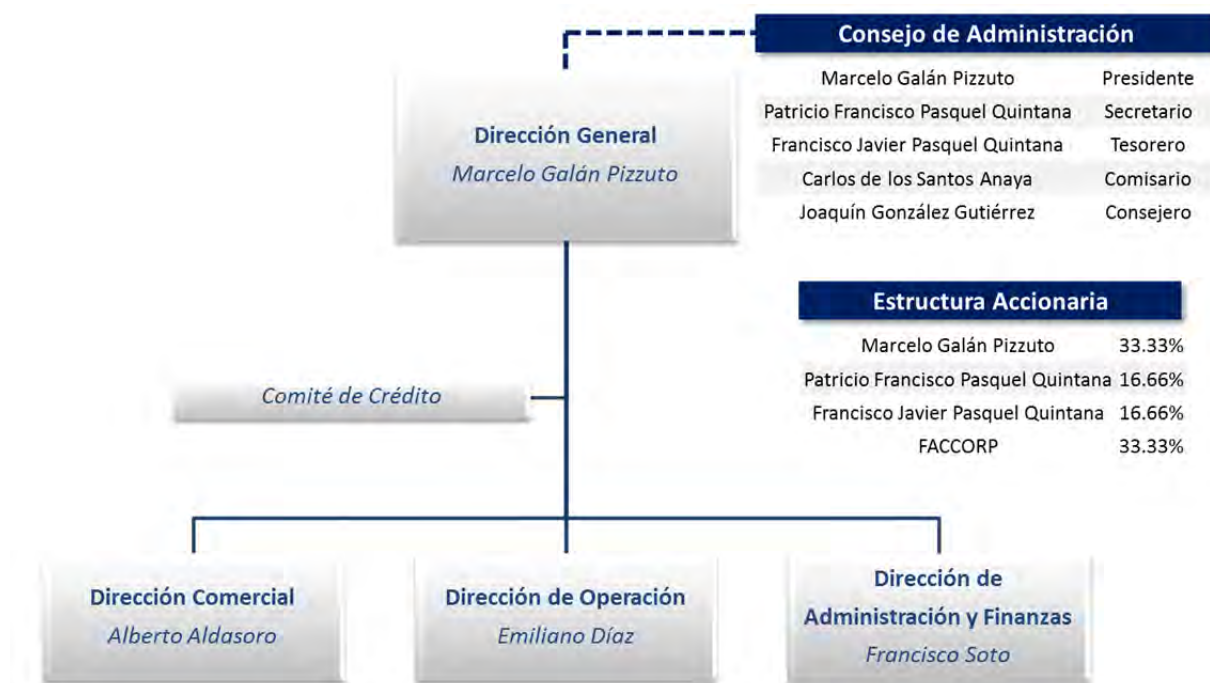 Consejo de Administración
Marcelo Galán Pizzuto Presidente
Patricio Francisco Pasquel Quintana Secretario
Francisco Javier Pasquel Quintana Tesorero
Carlos de los Santos Anaya Comisario
Joaquín González Gutiérrez Consejero
Dirección General
Marcelo Galán Pizzuto
Estructura Accionaria
Marcelo Galán Pizzuto 33.33%
Patricio Francisco Pasquel Quintana 16.66%
Francisco Javier Pasquel Quintana 16.66%
FACCORP 33.33%
Comité de Crédito
Dirección Comercial
Alberto Aldasoro
Dirección de Operación
Emiliano Díaz
Dirección de
Administración y Finanzas
Francisco Soto